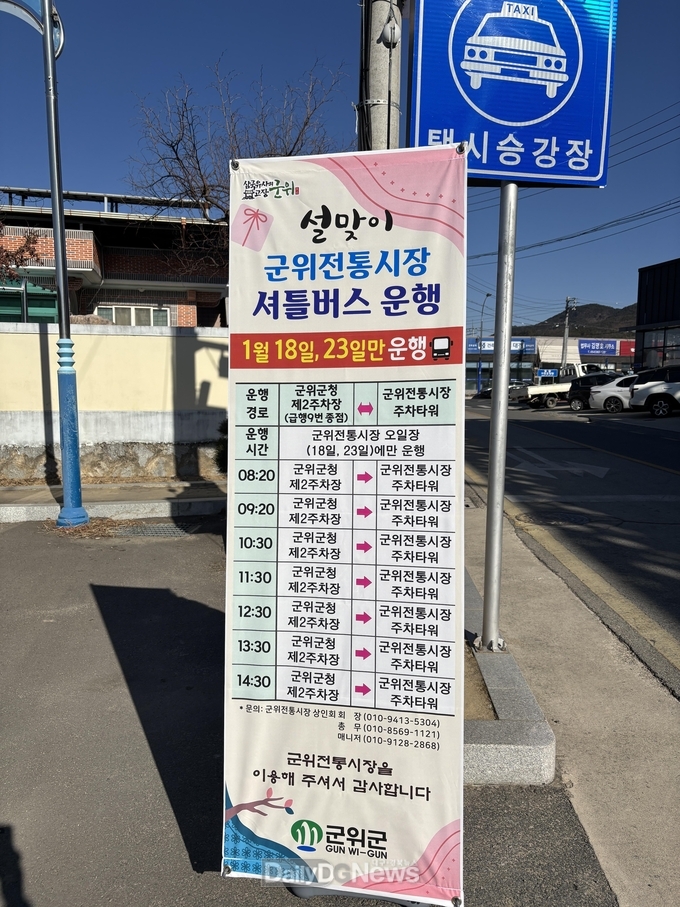 TAXI
택시승강장
삼국유사의 고장 군위
설맞이
군위전통시장
셔틀버스 운행
1월 18일, 23일만 운행
운행 경로 군위군청 제2주차장 (급행9번 종점) ↔ 군위전통시장 주차타워
운행 시간 군위전통시장 오일장 (18일, 23일)에만 운행
08:20 군위군청 제2주차장 → 군위전통시장 주차타워
09:20 군위군청 제2주차장 → 군위전통시장 주차타워
10:30 군위군청 제2주차장 → 군위전통시장 주차타워
11:30 군위군청 제2주차장 → 군위전통시장 주차타워
12:30 군위군청 제2주차장 → 군위전통시장 주차타워
13:30 군위군청 제2주차장 → 군위전통시장 주차타워
14:30 군위군청 제2주차장 → 군위전통시장 주차타워
* 문의: 군위전통시장 상인회 회 장 (010-9413-5304)
총 무 (010-8569-1121)
매니저 (010-9128-2868)
군위전통시장을
이용해 주셔서 감사합니다
군위군
GUN WI-GUN
DailyDGNews